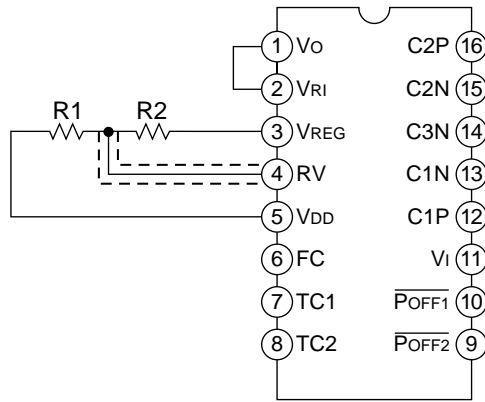 R1 R2
1 VO C2P 16
2 VRI C2N 15
3 VREG C3N 14
4 RV C1N 13
5 VDD C1P 12
6 FC VI 11
7 TC1 POFF1 10
8 TC2 POFF2 9